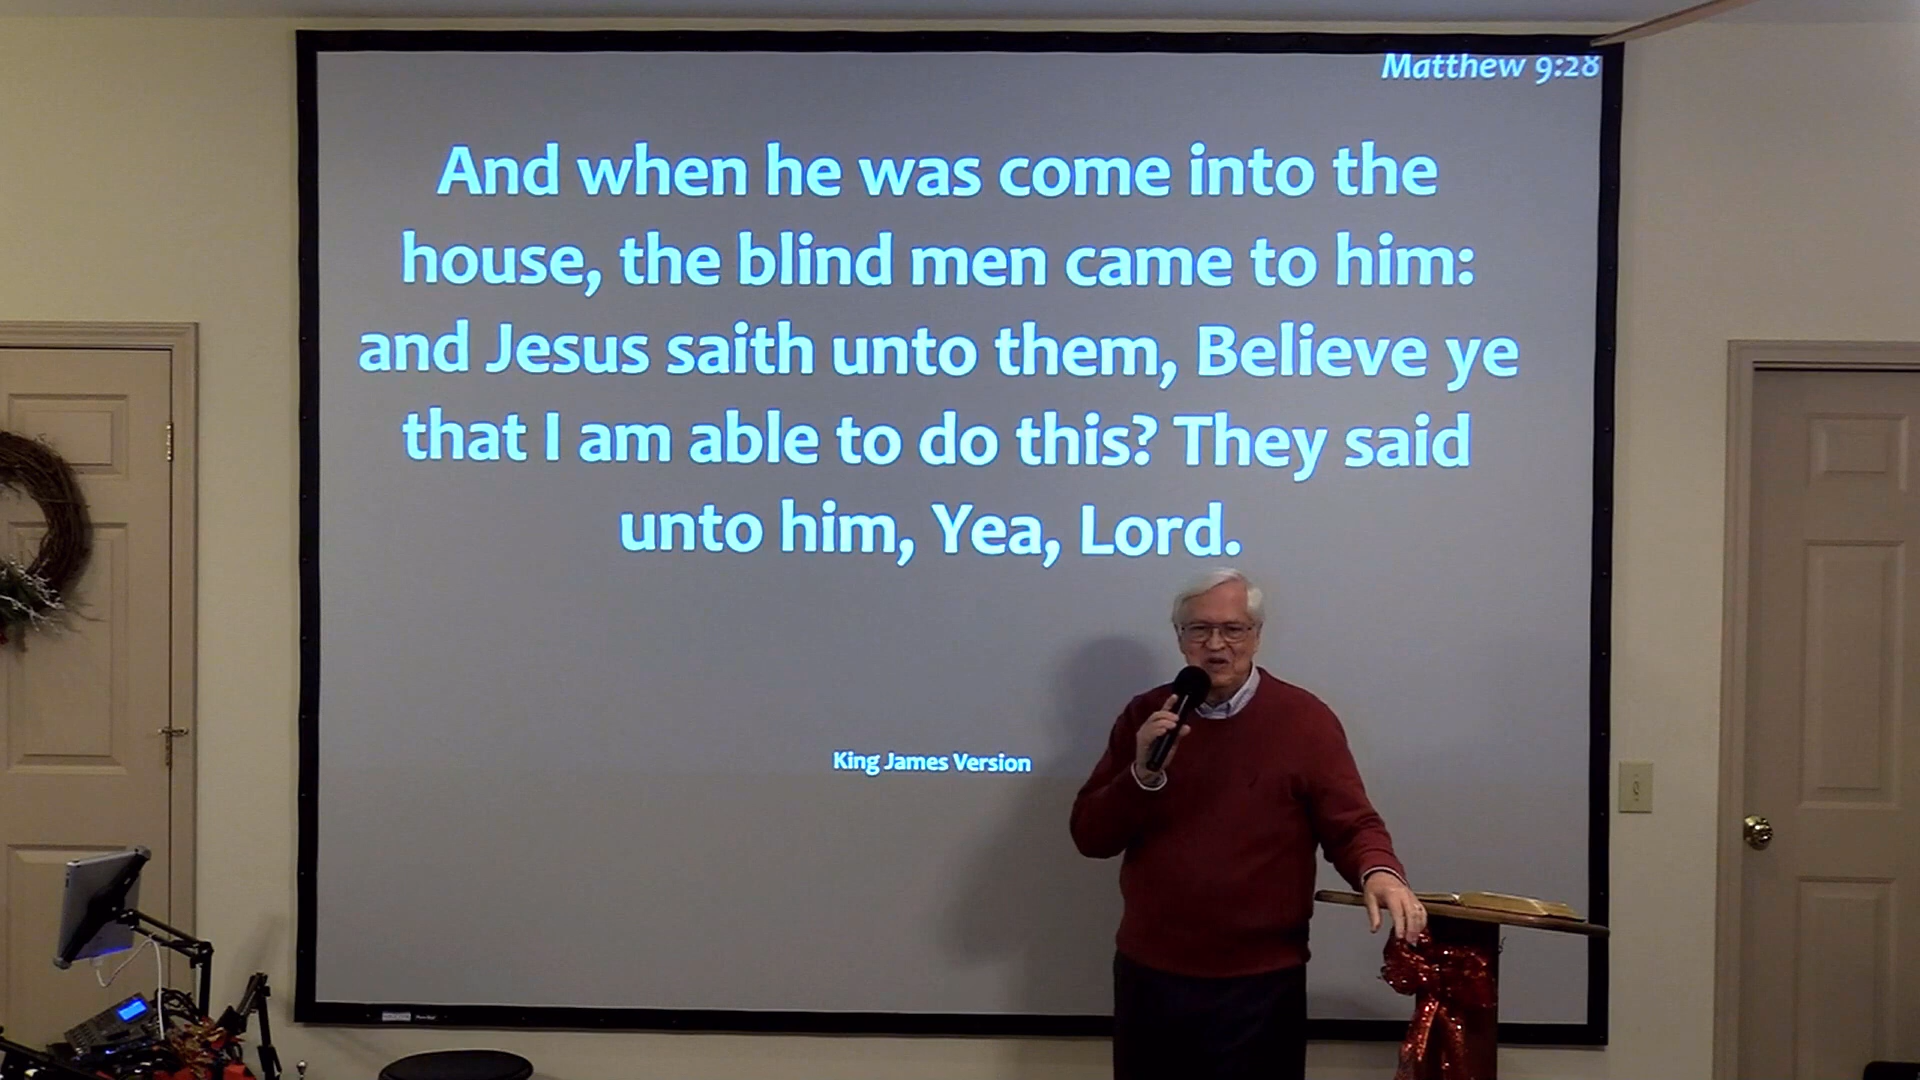 Matthew 9:28
And when he was come into the
house, the blind men came to him:
and Jesus saith unto them, Believe ye
that I am able to do this? They said
unto him, Yea, Lord.
King James Version